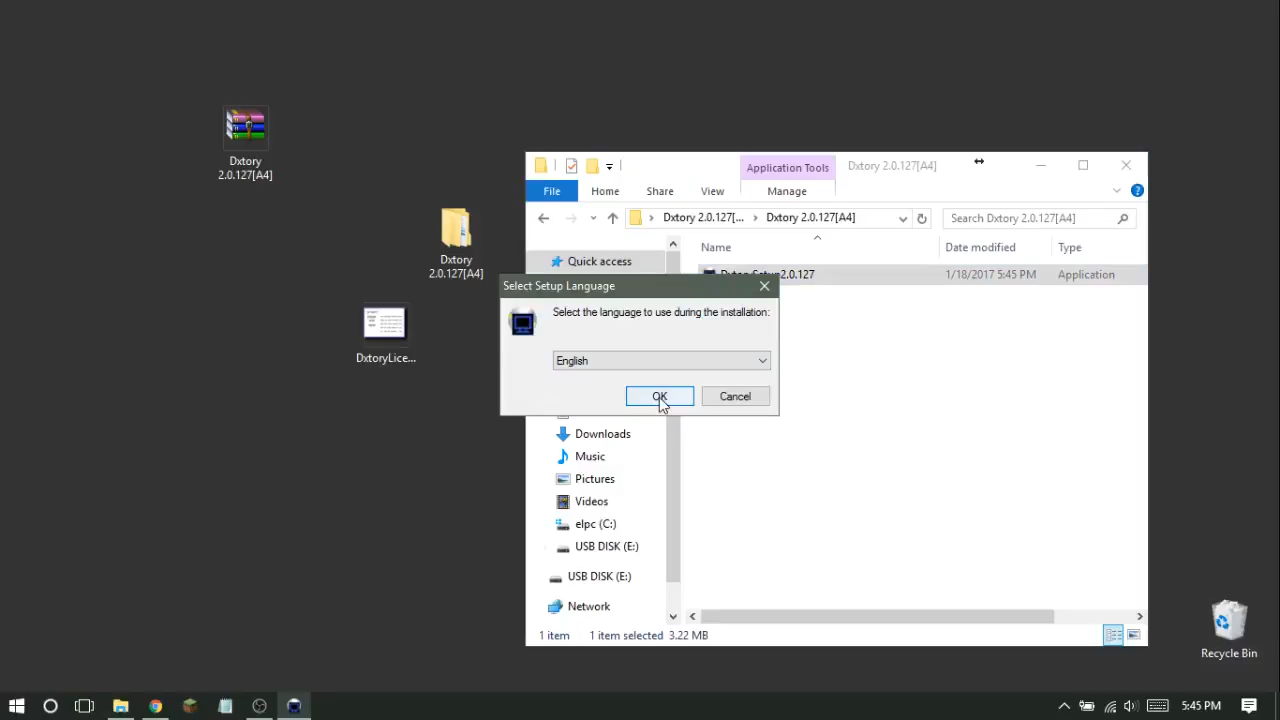 Dxtory
2.0.127[A4]
Dxtory
2.0.127[A4]
DxtoryLice...
Application Tools
Dxtory 2.0.127[A4]
File
Home
Share
View
Manage
Dxtory 2.0.127[...
Dxtory 2.0.127[A4]
Search Dxtory 2.0.127[A4]
Quick access
Name
Date modified
Type
DxtorySetup2.0.127
1/18/2017 5:45 PM
Application
Select Setup Language
Select the language to use during the installation:
English
OK
Cancel
Downloads
Music
Pictures
Videos
elpc (C:)
USB DISK (E:)
USB DISK (E:)
Network
1 item
1 item selected 3.22 MB
Recycle Bin
5:45 PM